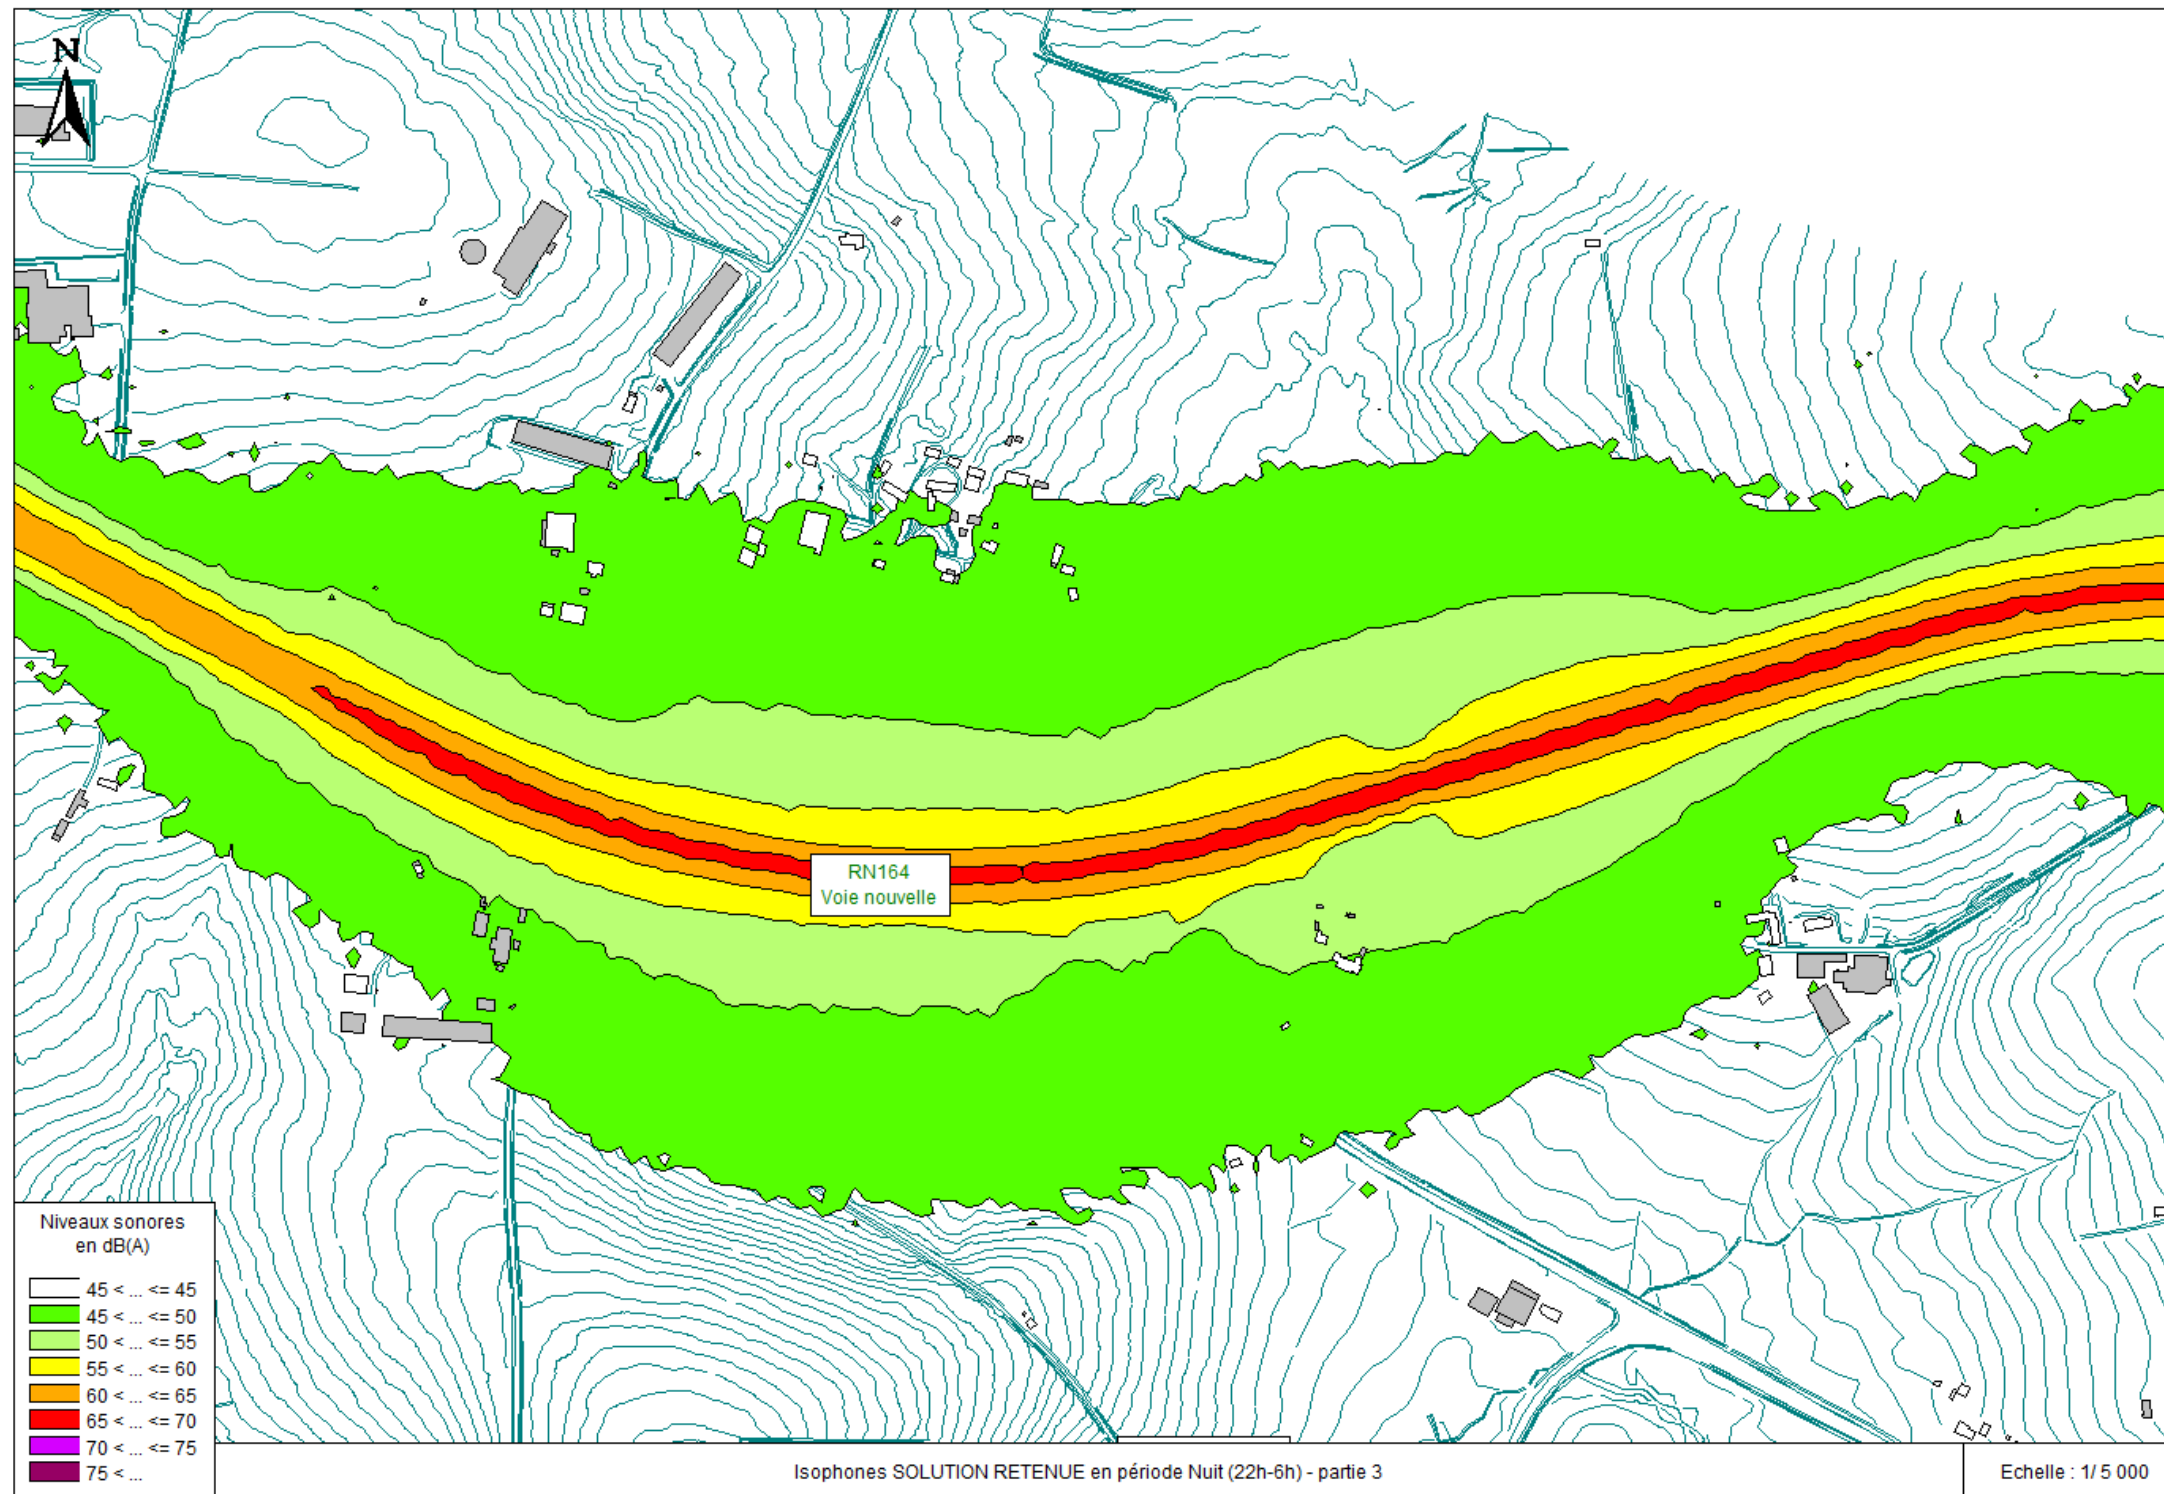 N
RN164
Voie nouvelle
Niveaux sonores
en dB(A)
45 < ... <= 45
45 < ... <= 50
50 < ... <= 55
55 < ... <= 60
60 < ... <= 65
65 < ... <= 70
70 < ... <= 75
75 < ...
Isophones SOLUTION RETENUE en période Nuit (22h-6h) - partie 3
Echelle : 1/ 5 000